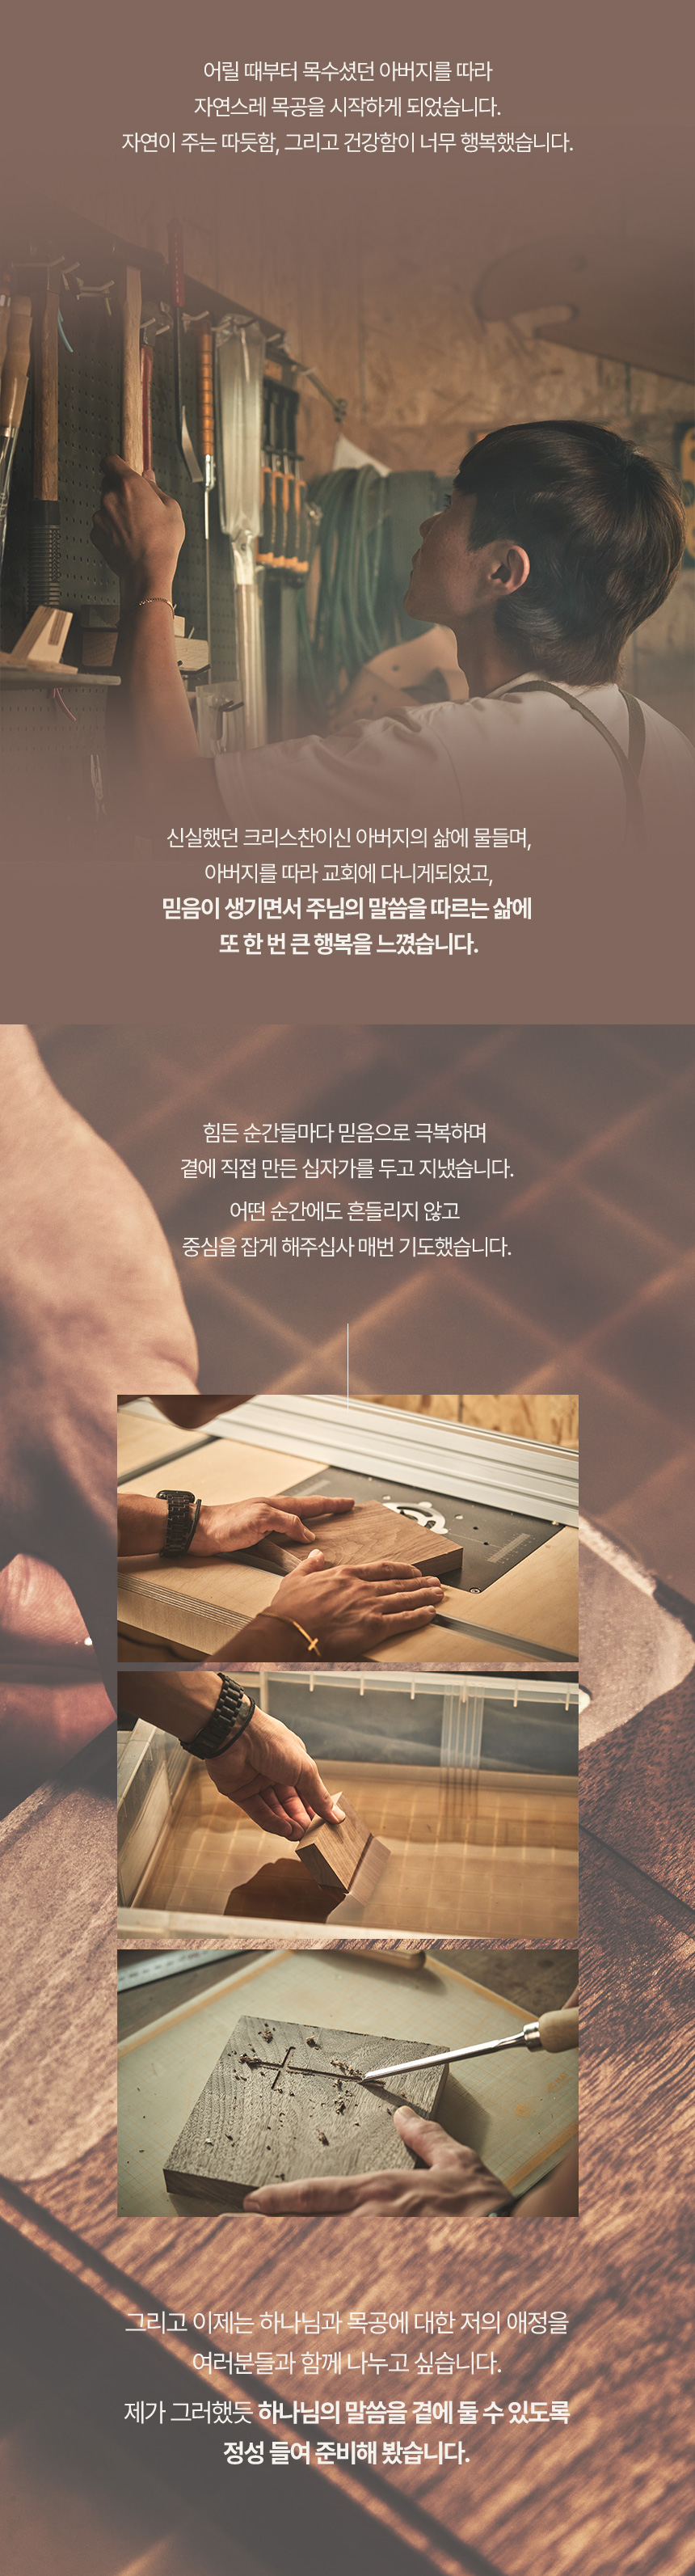 어릴 때부터 목수셨던 아버지를 따라
자연스레 목공을 시작하게 되었습니다.
자연이 주는 따듯함, 그리고 건강함이 너무 행복했습니다.
신실했던 크리스찬이신 아버지의 삶에 물들며,
아버지를 따라 교회에 다니게되었고,
믿음이 생기면서 주님의 말씀을 따르는 삶에
또 한 번 큰 행복을 느꼈습니다.
힘든 순간들마다 믿음으로 극복하며
곁에 직접 만든 십자가를 두고 지냈습니다.
어떤 순간에도 흔들리지 않고
중심을 잡게 해주십사 매번 기도했습니다.
그리고 이제는 하나님과 목공에 대한 저의 애정을
여러분들과 함께 나누고 싶습니다.
제가 그러했듯 하나님의 말씀을 곁에 둘 수 있도록
정성 들여 준비해 봤습니다.